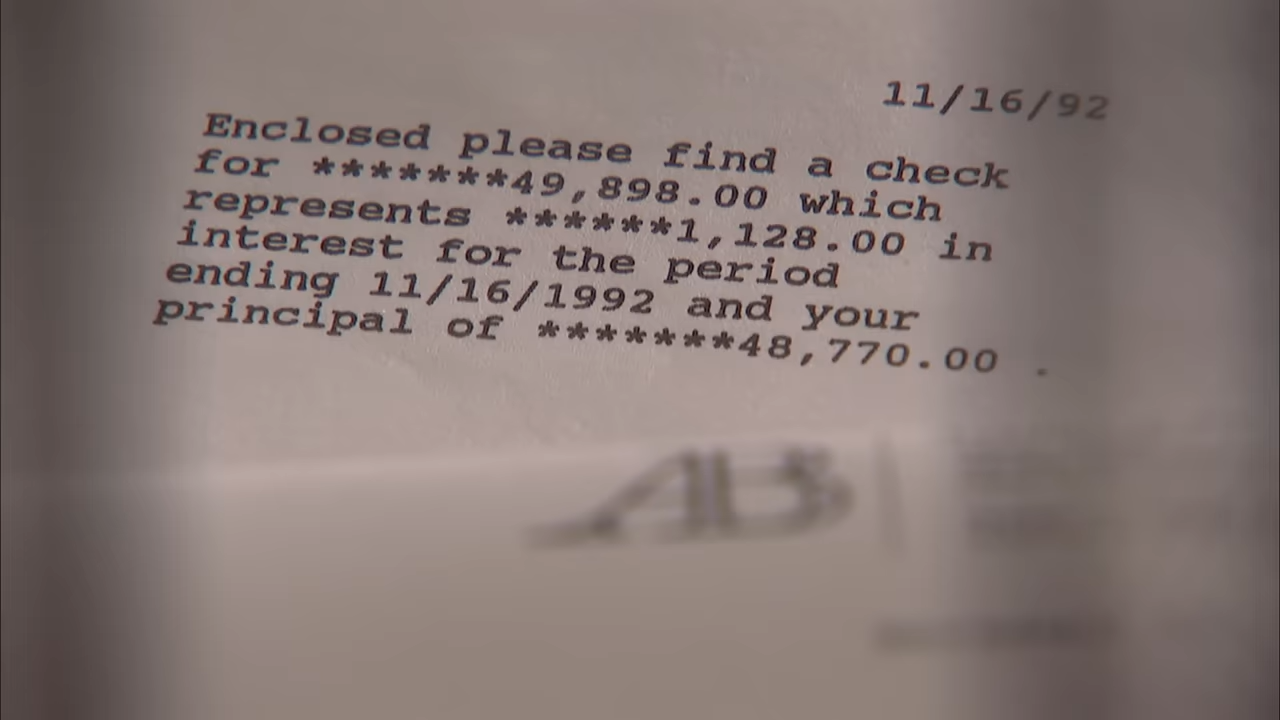 11/16/92
Enclosed please find a check
for *******49,898.00 which
represents ******1,128.00 in
interest for the period
ending 11/16/1992 and your
principal of *******48,770.00 .
AB